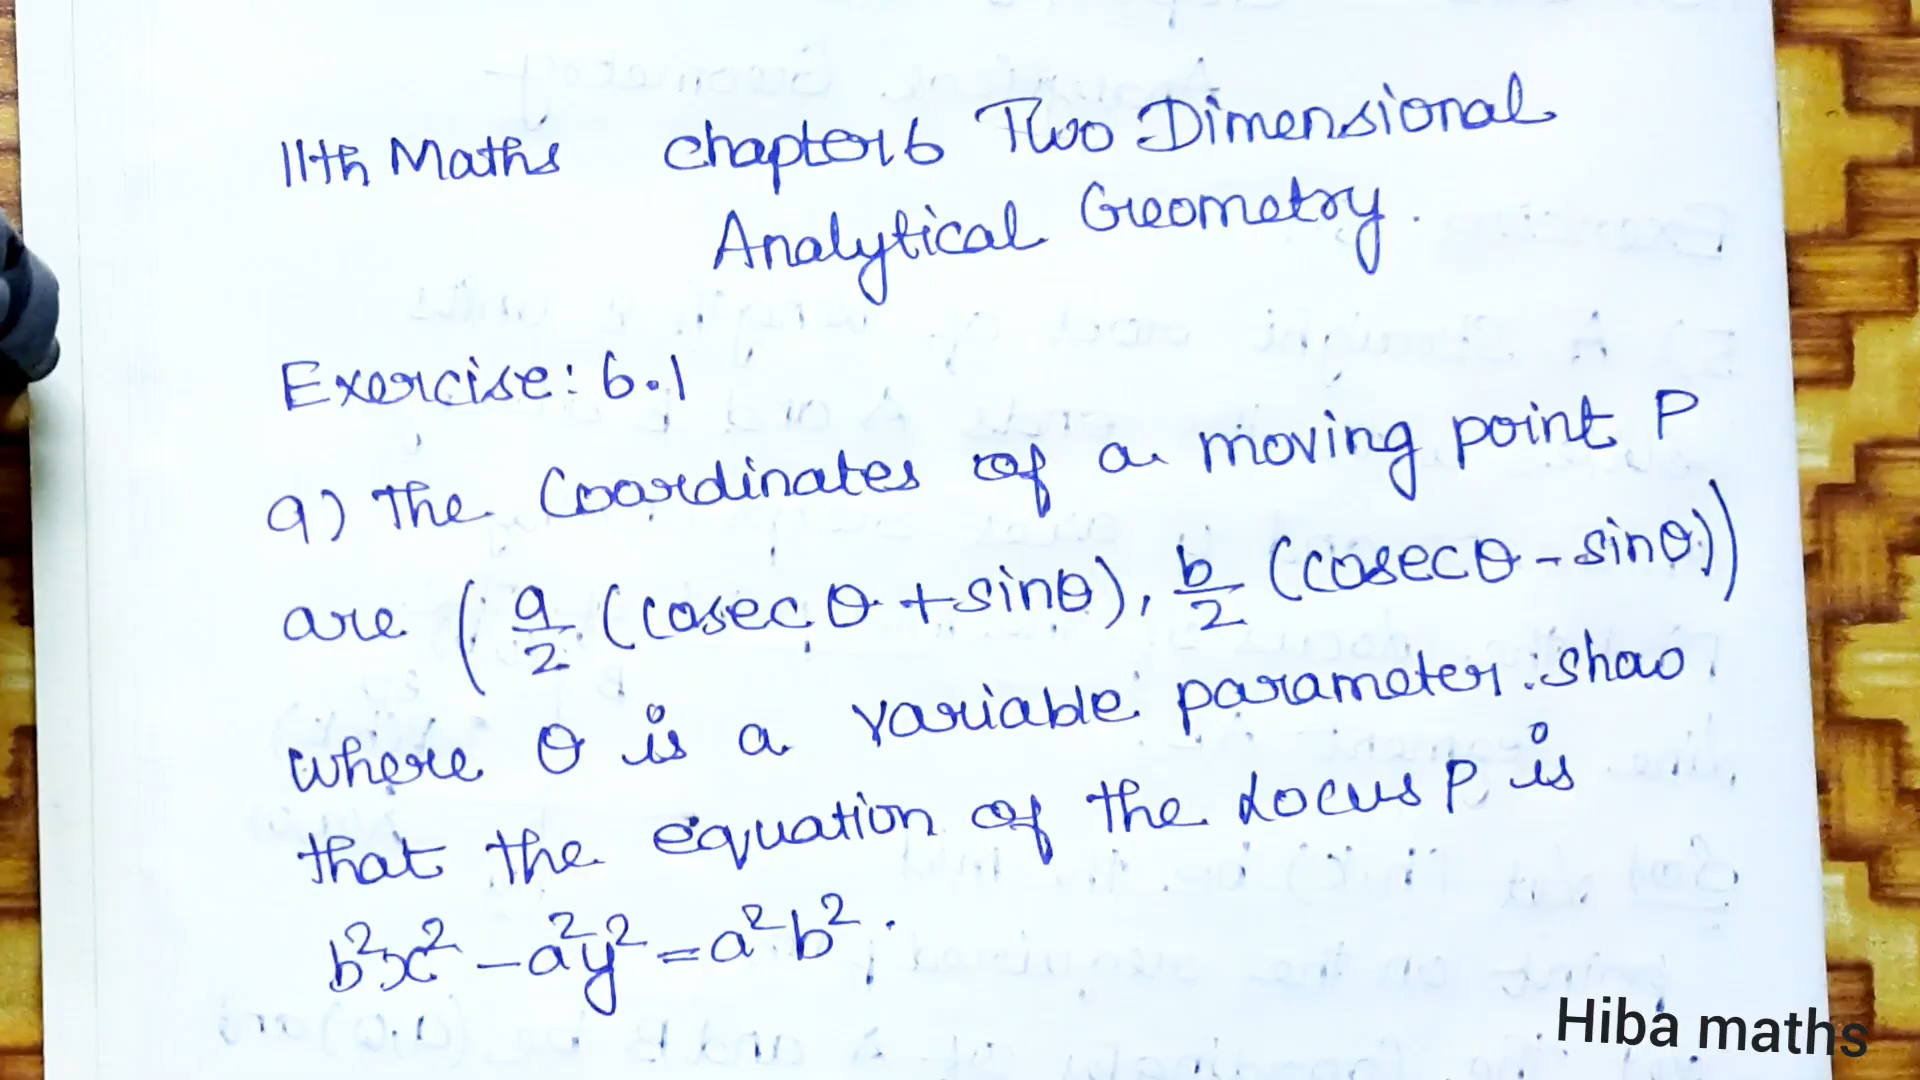 11th Maths chapter 6 Two Dimensional
Analytical Geometry.
Exercise: 6.1
9) The Coordinates of a moving point P
are (a/2 (cosec θ + sinθ), b/2 (cosecθ - sinθ))
where θ is a variable parameter. show
that the equation of the Locus P is
b²x² - a²y² = a²b².
Hiba maths